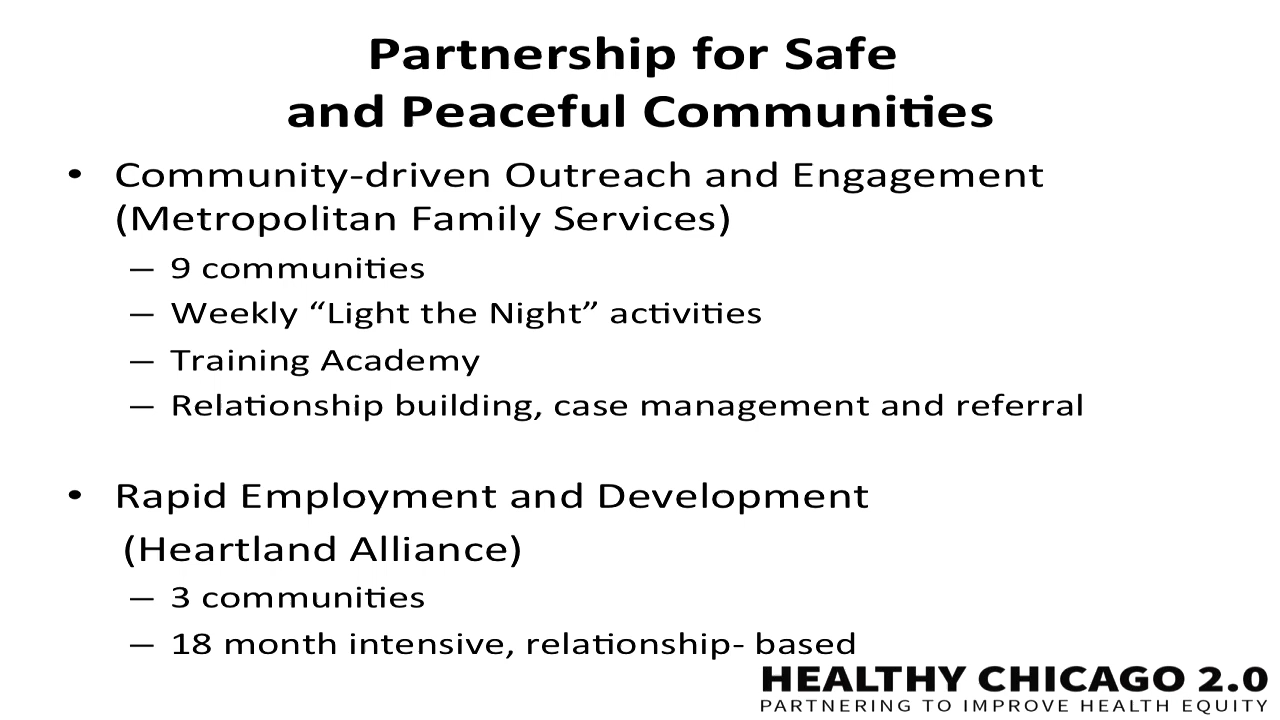 Partnership for Safe
and Peaceful Communities
• Community-driven Outreach and Engagement
(Metropolitan Family Services)
– 9 communities
– Weekly “Light the Night” activities
– Training Academy
– Relationship building, case management and referral
• Rapid Employment and Development
(Heartland Alliance)
– 3 communities
– 18 month intensive, relationship- based
HEALTHY CHICAGO 2.0
PARTNERING TO IMPROVE HEALTH EQUITY